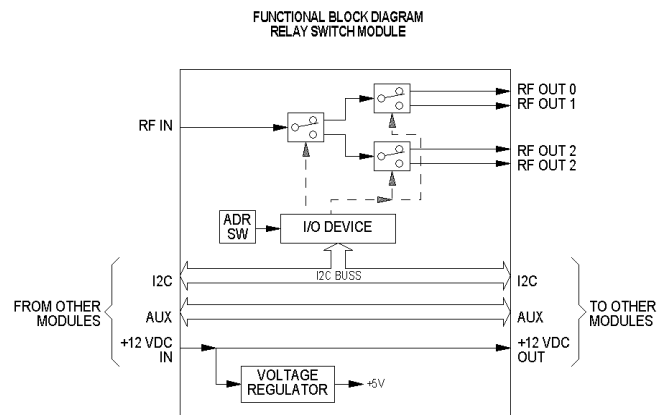 FUNCTIONAL BLOCK DIAGRAM
RELAY SWITCH MODULE
RF IN
RF OUT 0
RF OUT 1
RF OUT 2
RF OUT 2
ADR
SW
I/O DEVICE
I2C BUSS
I2C
I2C
FROM OTHER
MODULES
AUX
AUX
TO OTHER
MODULES
+12 VDC
IN
+12 VDC
OUT
VOLTAGE
REGULATOR
+5V